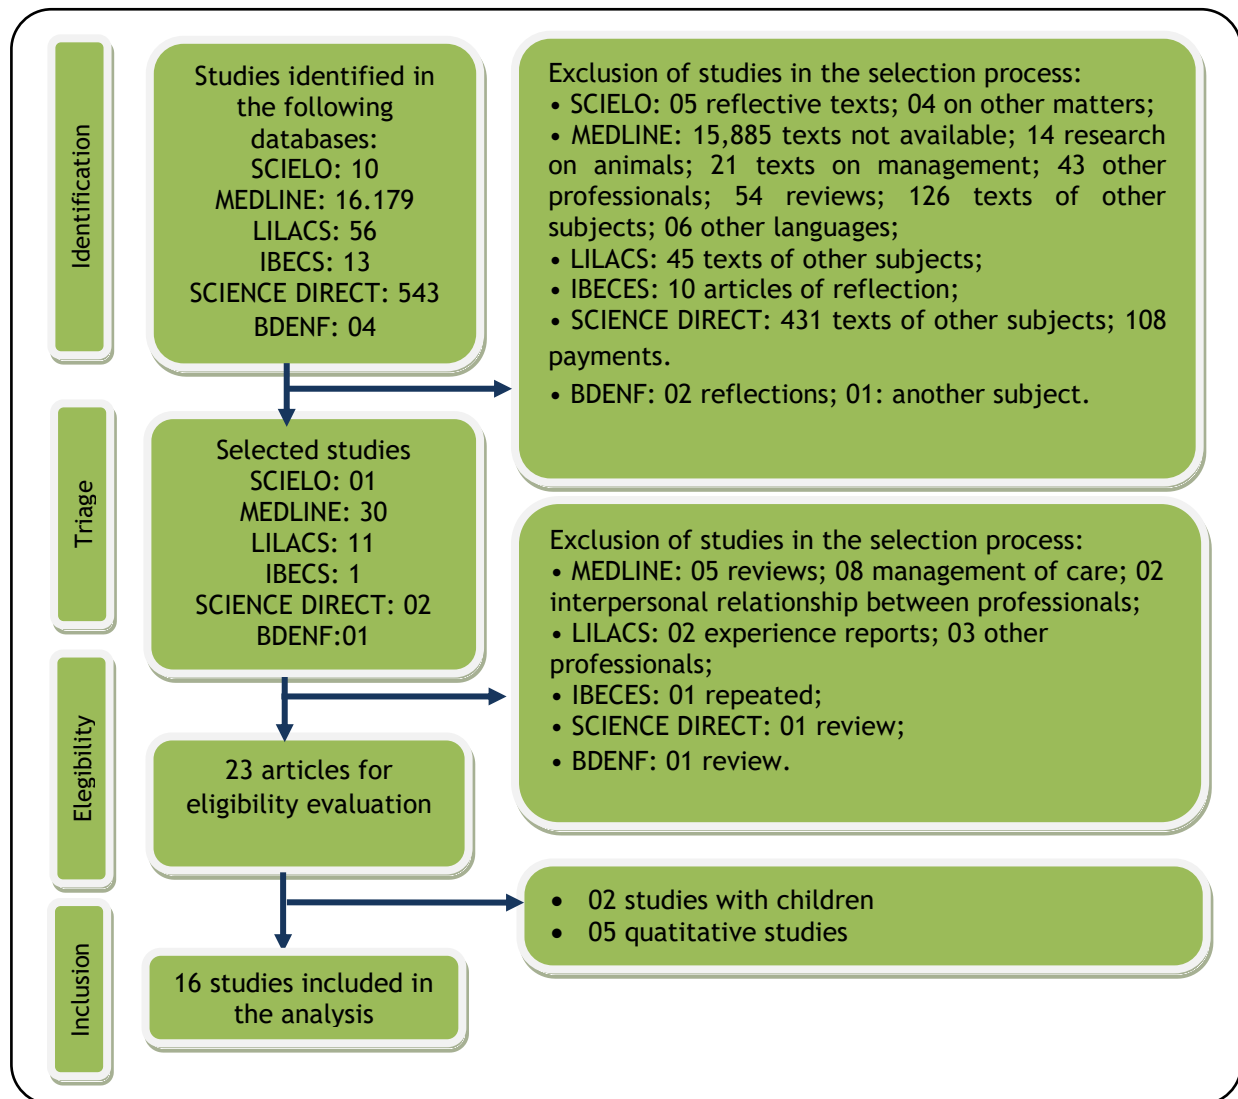 Identification
Studies identified in
the following
databases:
SCIELO: 10
MEDLINE: 16.179
LILACS: 56
IBECS: 13
SCIENCE DIRECT: 543
BDENF: 04
Exclusion of studies in the selection process:
• SCIELO: 05 reflective texts; 04 on other matters;
• MEDLINE: 15,885 texts not available; 14 research
on animals; 21 texts on management; 43 other
professionals; 54 reviews; 126 texts of other
subjects; 06 other languages;
• LILACS: 45 texts of other subjects;
• IBECES: 10 articles of reflection;
• SCIENCE DIRECT: 431 texts of other subjects; 108
payments.
• BDENF: 02 reflections; 01: another subject.
Triage
Selected studies
SCIELO: 01
MEDLINE: 30
LILACS: 11
IBECS: 1
SCIENCE DIRECT: 02
BDENF:01
Exclusion of studies in the selection process:
• MEDLINE: 05 reviews; 08 management of care; 02
interpersonal relationship between professionals;
• LILACS: 02 experience reports; 03 other
professionals;
• IBECES: 01 repeated;
• SCIENCE DIRECT: 01 review;
• BDENF: 01 review.
Elegibility
23 articles for
eligibility evaluation
• 02 studies with children
• 05 quatitative studies
Inclusion
16 studies included in
the analysis